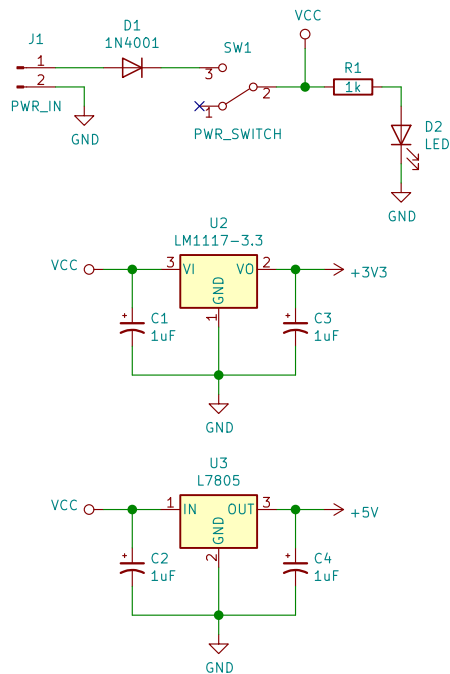 VCC
D1
J1
1N4001
SW1
1
3
R1
2
1k
2
PWR_IN
1
D2
PWR_SWITCH
LED
GND
GND
U2
LM1117-3.3
VCC
3
VI
VO
2
+3V3
GND
1
C1
1uF
C3
1uF
GND
U3
L7805
VCC
1
IN
OUT
3
+5V
GND
2
C2
1uF
C4
1uF
GND